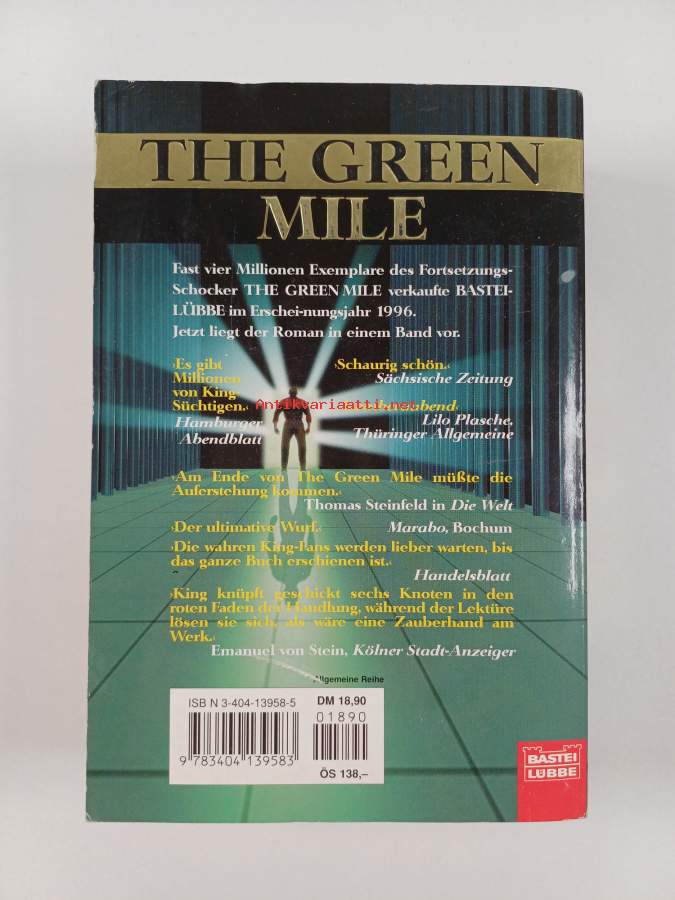 THE GREEN
MILE
Fast vier Millionen Exemplare des Fortsetzungs-
Schocker THE GREEN MILE verkaufte BASTEI-
LÜBBE im Erschei-nungsjahr 1996.
Jetzt liegt der Roman in einem Band vor.
›Es gibt
Millionen
von King-
Süchtigen.‹
Hamburger
Abendblatt
›Schaurig schön.‹
Sächsische Zeitung
Antikvariaatti.net
Lilo Plasche,
Thüringer Allgemeine
›Am Ende von The Green Mile müßte die
Auferstehung kommen.‹
Thomas Steinfeld in Die Welt
›Der ultimative Wurf.‹ Marabo, Bochum
›Die wahren King-Fans werden lieber warten, bis
das ganze Buch erschienen ist.‹
Handelsblatt
›King knüpft geschickt sechs Knoten in den
roten Faden der Handlung, während der Lektüre
lösen sie sich, als wäre eine Zauberhand am
Werk.‹
Emanuel von Stein, Kölner Stadt-Anzeiger
Allgemeine Reihe
ISBN 3-404-13958-5
DM 18,90
01890
9 783404 139583
ÖS 138,–
BASTEI
LÜBBE